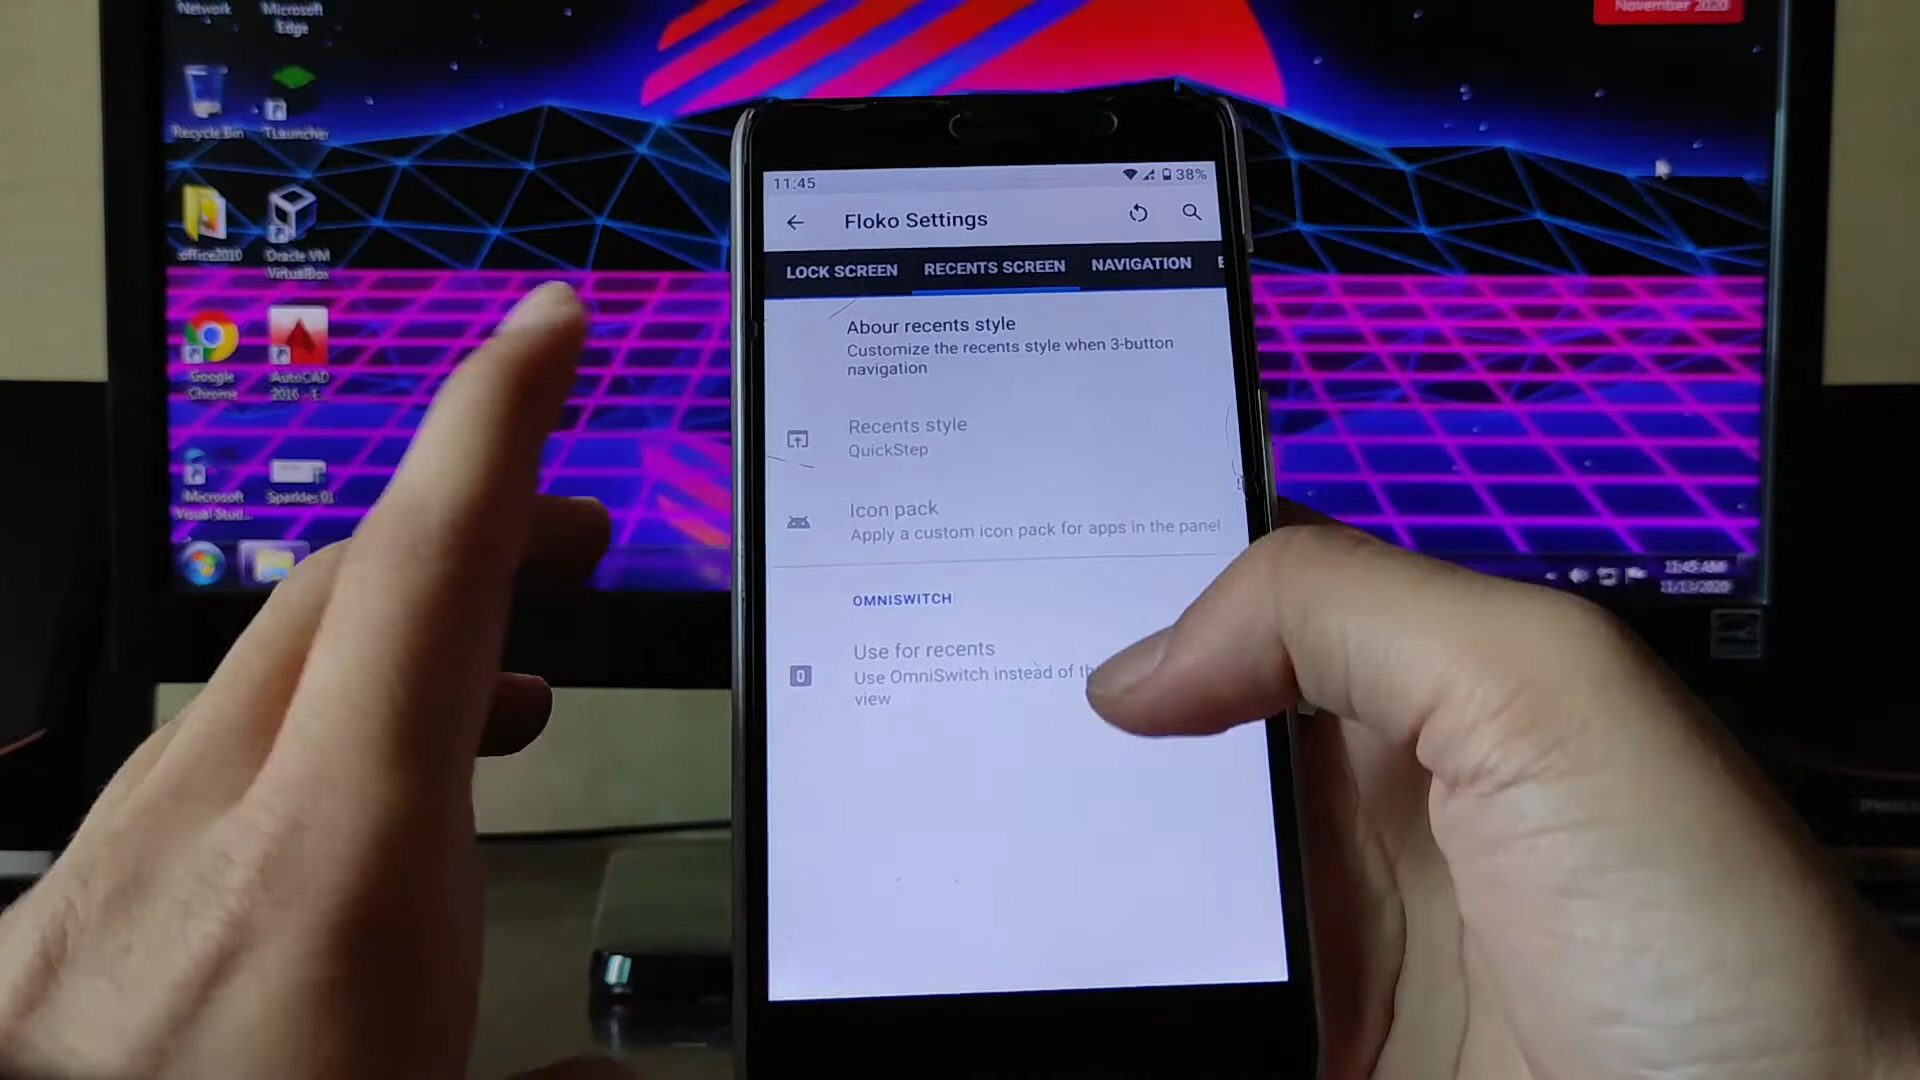 Network
Microsoft
Edge
November 2020
Recycle Bin
TLauncher
office2010
Oracle VM
VirtualBox
Google
Chrome
AutoCAD
2016 - E...
Microsoft
Visual Stud...
Sparkles 01
11:45
38%
Floko Settings
LOCK SCREEN
RECENTS SCREEN
NAVIGATION
Abour recents style
Customize the recents style when 3-button
navigation
Recents style
QuickStep
Icon pack
Apply a custom icon pack for apps in the panel
OMNISWITCH
Use for recents
Use OmniSwitch instead of
view
11:45 AM
11/13/2020